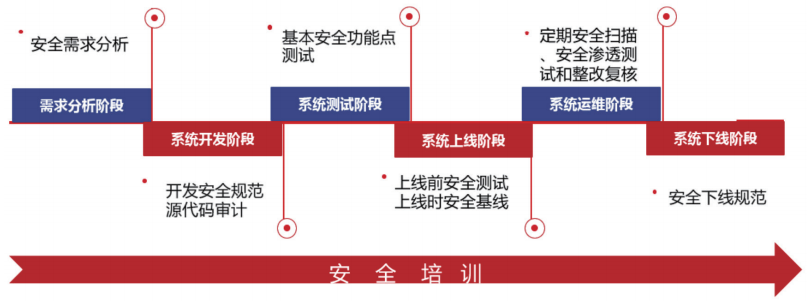 安全需求分析
需求分析阶段
系统开发阶段
开发安全规范
源代码审计
基本安全功能点
测试
系统测试阶段
系统上线阶段
上线前安全测试
上线时安全基线
定期安全扫描
、安全渗透测
试和整改复核
系统运维阶段
系统下线阶段
安全下线规范
安 全 培 训